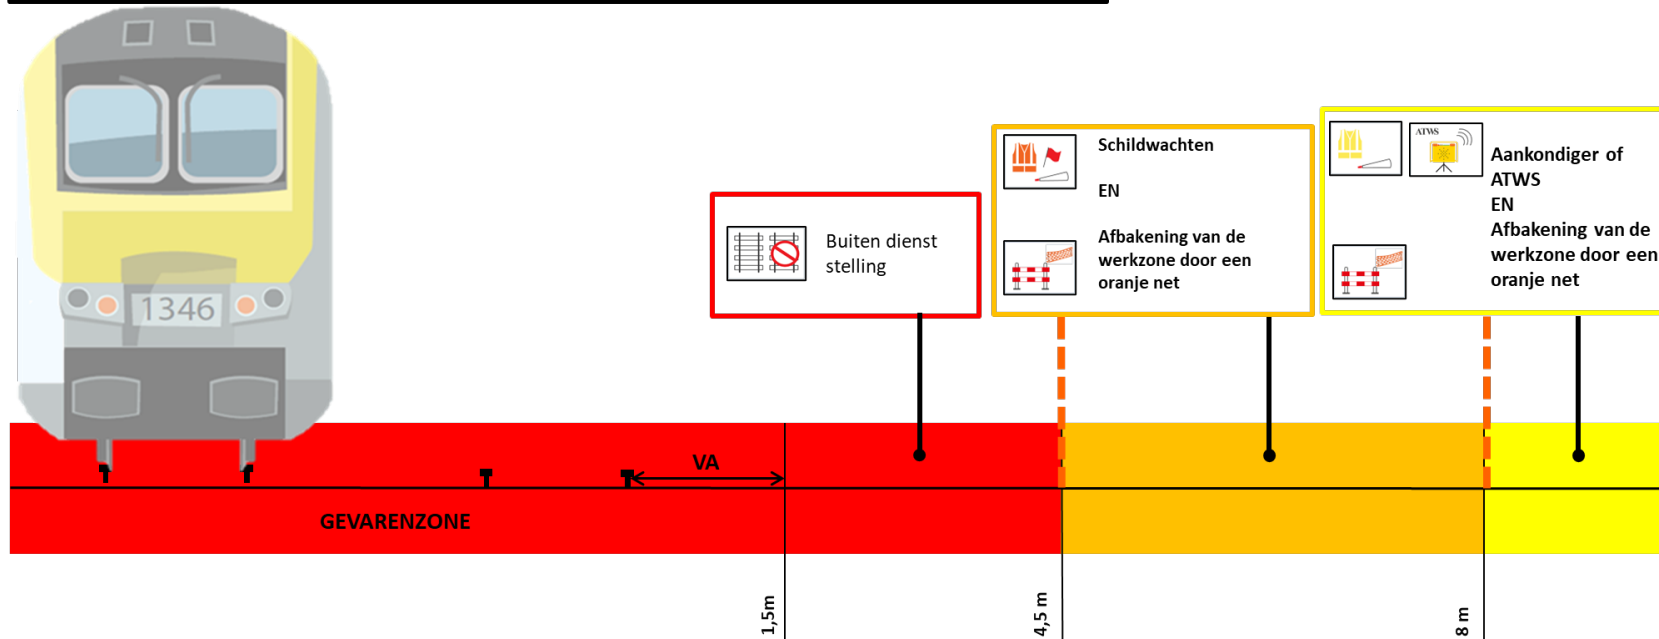 1346
Buiten dienst
stelling
Schildwachten
EN
Afbakening van de
werkzone door een
oranje net
ATWS
Aankondiger of
ATWS
EN
Afbakening van de
werkzone door een
oranje net
VA
GEVARENZONE
1,5m
4,5 m
8 m